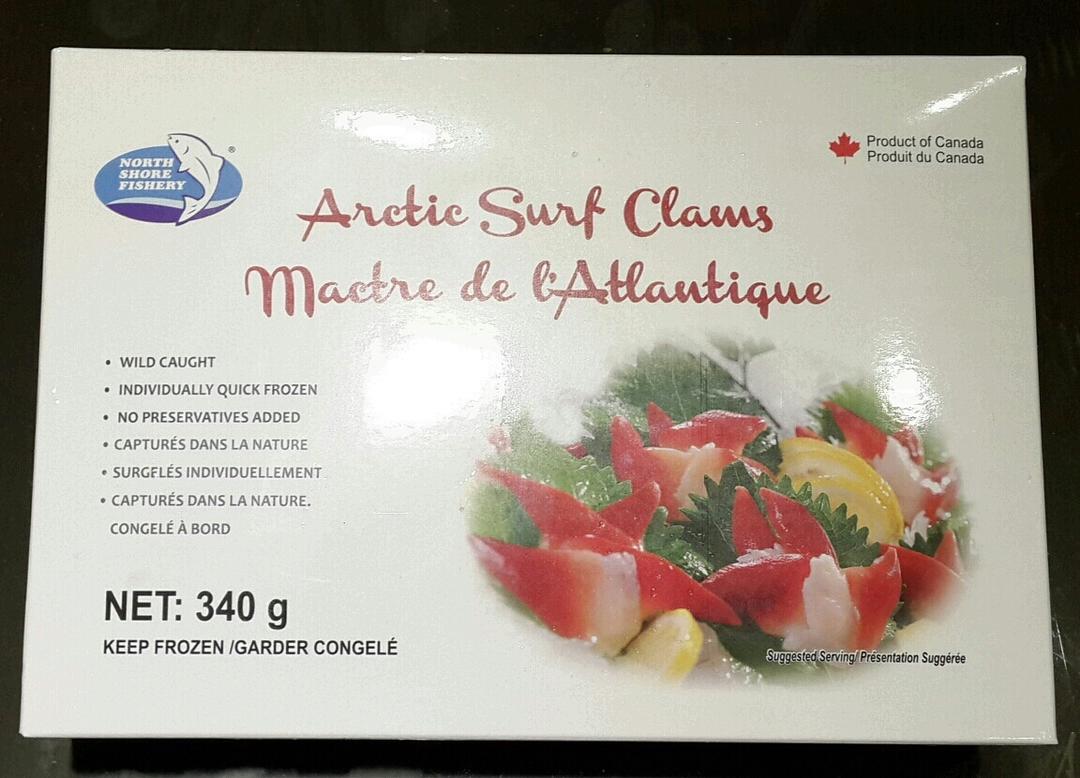 NORTH
SHORE
FISHERY
®
Product of Canada
Produit du Canada
Arctic Surf Clams
Mactre de l'Atlantique
• WILD CAUGHT
• INDIVIDUALLY QUICK FROZEN
• NO PRESERVATIVES ADDED
• CAPTURÉS DANS LA NATURE
• SURGFLÉS INDIVIDUELLEMENT
• CAPTURÉS DANS LA NATURE.
CONGELÉ À BORD
NET: 340 g
KEEP FROZEN /GARDER CONGELÉ
Suggested Serving/ Présentation Suggérée